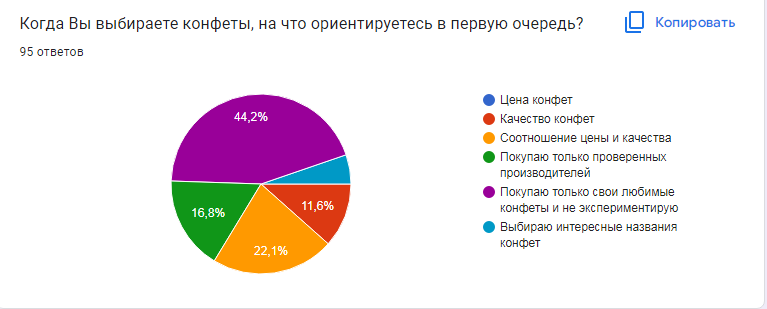 Когда Вы выбираете конфеты, на что ориентируетесь в первую очередь?
Копировать
95 ответов
44,2%
11,6%
22,1%
16,8%
Цена конфет
Качество конфет
Соотношение цены и качества
Покупаю только проверенных
производителей
Покупаю только свои любимые
конфеты и не экспериментирую
Выбираю интересные названия
конфет